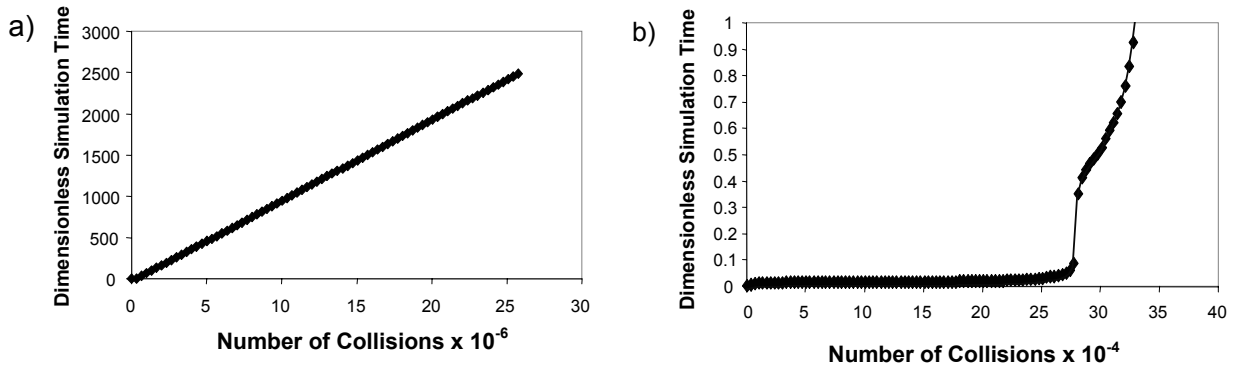 a)
Dimensionless Simulation Time
3000
2500
2000
1500
1000
500
0
0 5 10 15 20 25 30
Number of Collisions x 10-6
b)
Dimensionless Simulation Time
1
0.9
0.8
0.7
0.6
0.5
0.4
0.3
0.2
0.1
0
0 5 10 15 20 25 30 35 40
Number of Collisions x 10-4